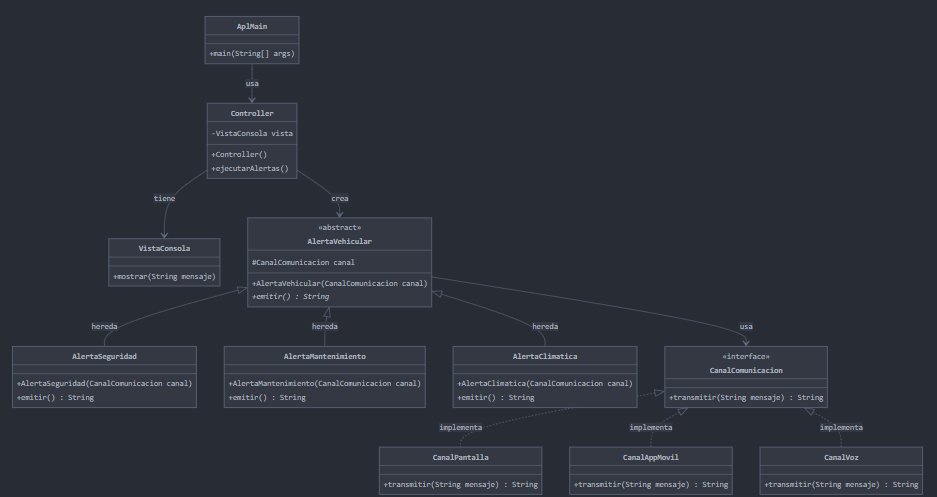 AplMaim
+main(String[] args)
usa
Controller
-VistaConsola vista
+Controller()
+ejecutarAlertas()
tiene
crea
VistaConsola
+mostrar(String mensaje)
«abstract»
AlertaVehicular
#CanalComunicacion canal
+AlertaVehicular(CanalComunicacion canal)
+emitir() : String
hereda
hereda
hereda
usa
AlertaSeguridad
+AlertaSeguridad(CanalComunicacion canal)
+emitir() : String
AlertaMantenimiento
+AlertaMantenimiento(CanalComunicacion canal)
+emitir() : String
AlertaClimatica
+AlertaClimatica(CanalComunicacion canal)
+emitir() : String
«interface»
CanalComunicacion
+transmitir(String mensaje) : String
implementa
implementa
implementa
CanalPantalla
+transmitir(String mensaje) : String
CanalAppMovil
+transmitir(String mensaje) : String
CanalVoz
+transmitir(String mensaje) : String